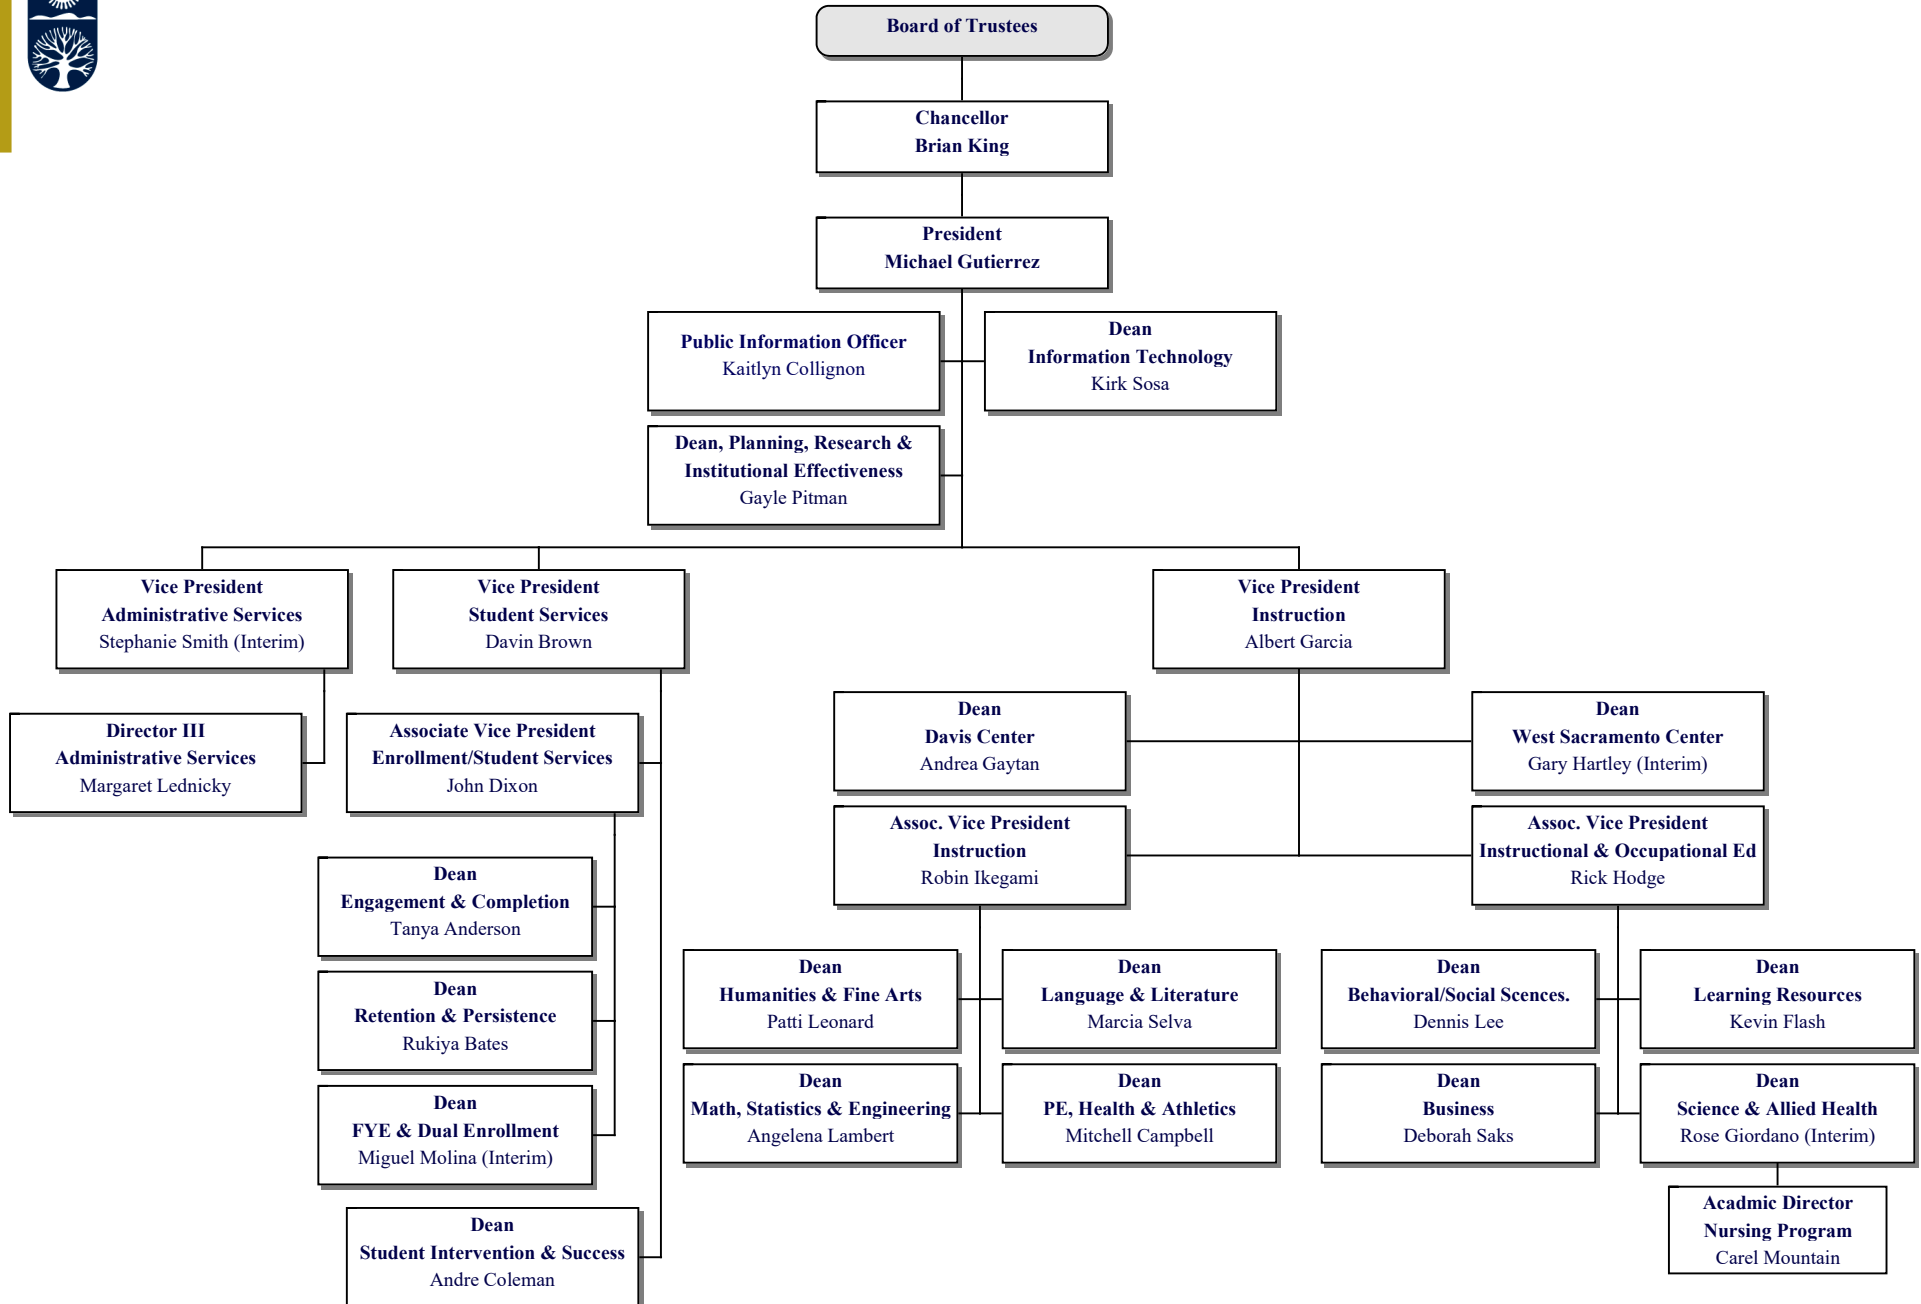 Board of Trustees
Chancellor
Brian King
President
Michael Gutierrez
Public Information Officer
Kaitlyn Collignon
Dean
Information Technology
Kirk Sosa
Dean, Planning, Research &
Institutional Effectiveness
Gayle Pitman
Vice President
Administrative Services
Stephanie Smith (Interim)
Vice President
Student Services
Davin Brown
Vice President
Instruction
Albert Garcia
Director III
Administrative Services
Margaret Lednicky
Associate Vice President
Enrollment/Student Services
John Dixon
Dean
Davis Center
Andrea Gaytan
Dean
West Sacramento Center
Gary Hartley (Interim)
Assoc. Vice President
Instruction
Robin Ikegami
Assoc. Vice President
Instructional & Occupational Ed
Rick Hodge
Dean
Engagement & Completion
Tanya Anderson
Dean
Retention & Persistence
Rukiya Bates
Dean
FYE & Dual Enrollment
Miguel Molina (Interim)
Dean
Student Intervention & Success
Andre Coleman
Dean
Humanities & Fine Arts
Patti Leonard
Dean
Language & Literature
Marcia Selva
Dean
Behavioral/Social Scences.
Dennis Lee
Dean
Learning Resources
Kevin Flash
Dean
Math, Statistics & Engineering
Angelena Lambert
Dean
PE, Health & Athletics
Mitchell Campbell
Dean
Business
Deborah Saks
Dean
Science & Allied Health
Rose Giordano (Interim)
Acadmic Director
Nursing Program
Carel Mountain